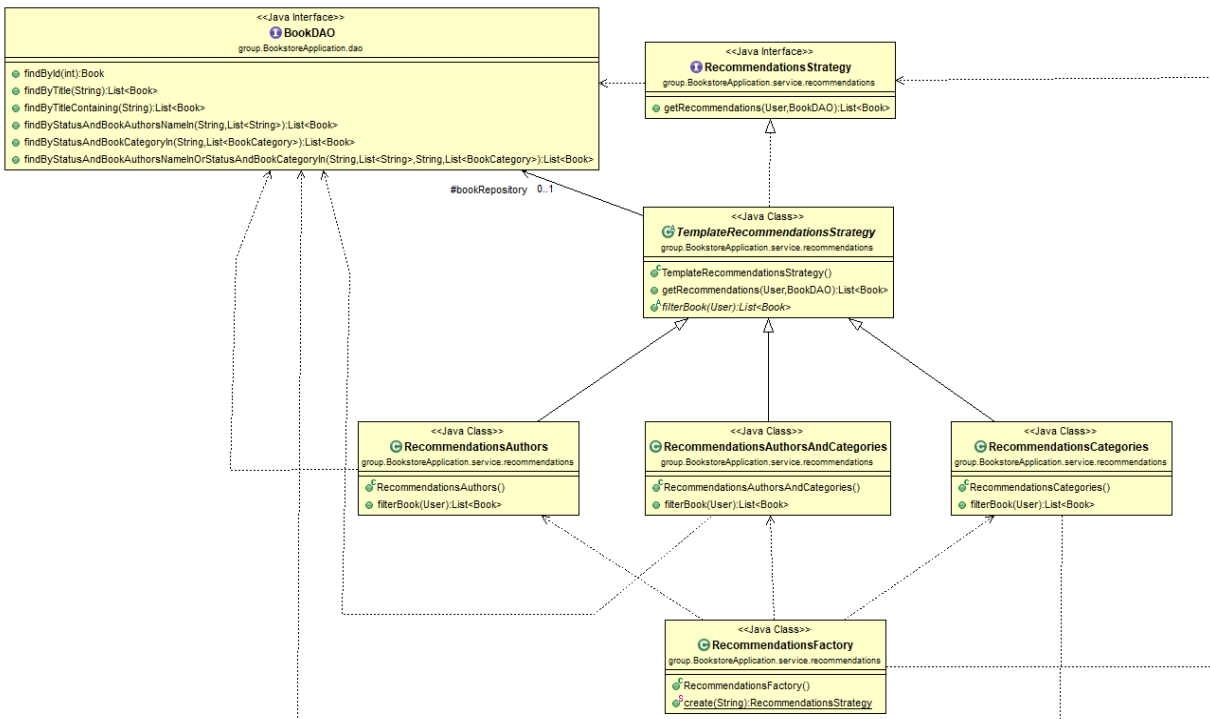 <<Java Interface>>
BookDAO
group.BookstoreApplication.dao
findById(int):Book
findByTitle(String):List<Book>
findByTitleContaining(String):List<Book>
findByStatusAndBookAuthorsNameIn(String,List<String>):List<Book>
findByStatusAndBookCategoryIn(String,List<BookCategory>):List<Book>
findByStatusAndBookAuthorsNameInOrStatusAndBookCategoryIn(String,List<String>,String,List<BookCategory>):List<Book>
<<Java Interface>>
RecommendationsStrategy
group.BookstoreApplication.service.recommendations
getRecommendations(User,BookDAO):List<Book>
#bookRepository 0..1
<<Java Class>>
TemplateRecommendationsStrategy
group.BookstoreApplication.service.recommendations
TemplateRecommendationsStrategy()
getRecommendations(User,BookDAO):List<Book>
filterBook(User):List<Book>
<<Java Class>>
RecommendationsAuthors
group.BookstoreApplication.service.recommendations
RecommendationsAuthors()
filterBook(User):List<Book>
<<Java Class>>
RecommendationsAuthorsAndCategories
group.BookstoreApplication.service.recommendations
RecommendationsAuthorsAndCategories()
filterBook(User):List<Book>
<<Java Class>>
RecommendationsCategories
group.BookstoreApplication.service.recommendations
RecommendationsCategories()
filterBook(User):List<Book>
<<Java Class>>
RecommendationsFactory
group.BookstoreApplication.service.recommendations
RecommendationsFactory()
create(String):RecommendationsStrategy